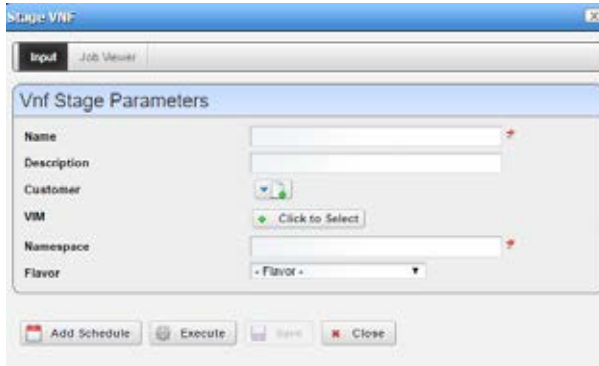 Stage VNF
Input Job Viewer
Vnf Stage Parameters
Name
Description
Customer
VIM Click to Select
Namespace
Flavor - Flavor -
Add Schedule Execute Save Close